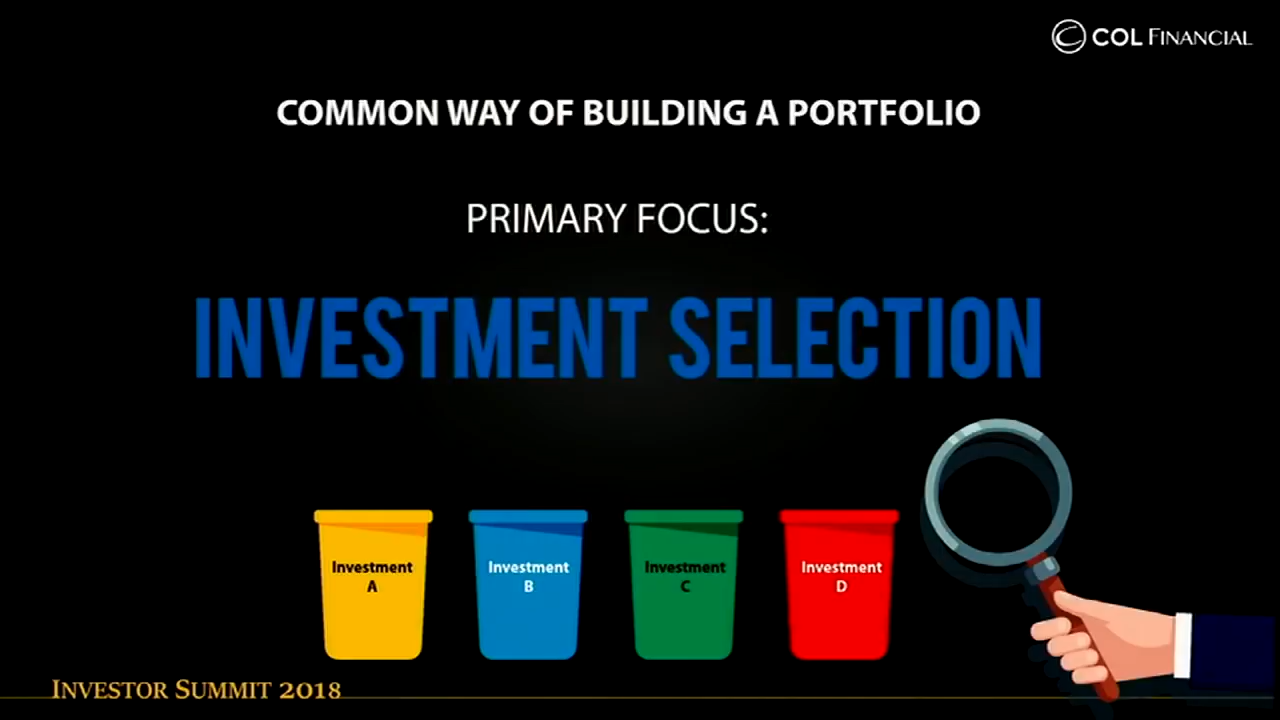 COL FINANCIAL
COMMON WAY OF BUILDING A PORTFOLIO
PRIMARY FOCUS:
INVESTMENT SELECTION
Investment
A
Investment
B
Investment
C
Investment
D
INVESTOR SUMMIT 2018